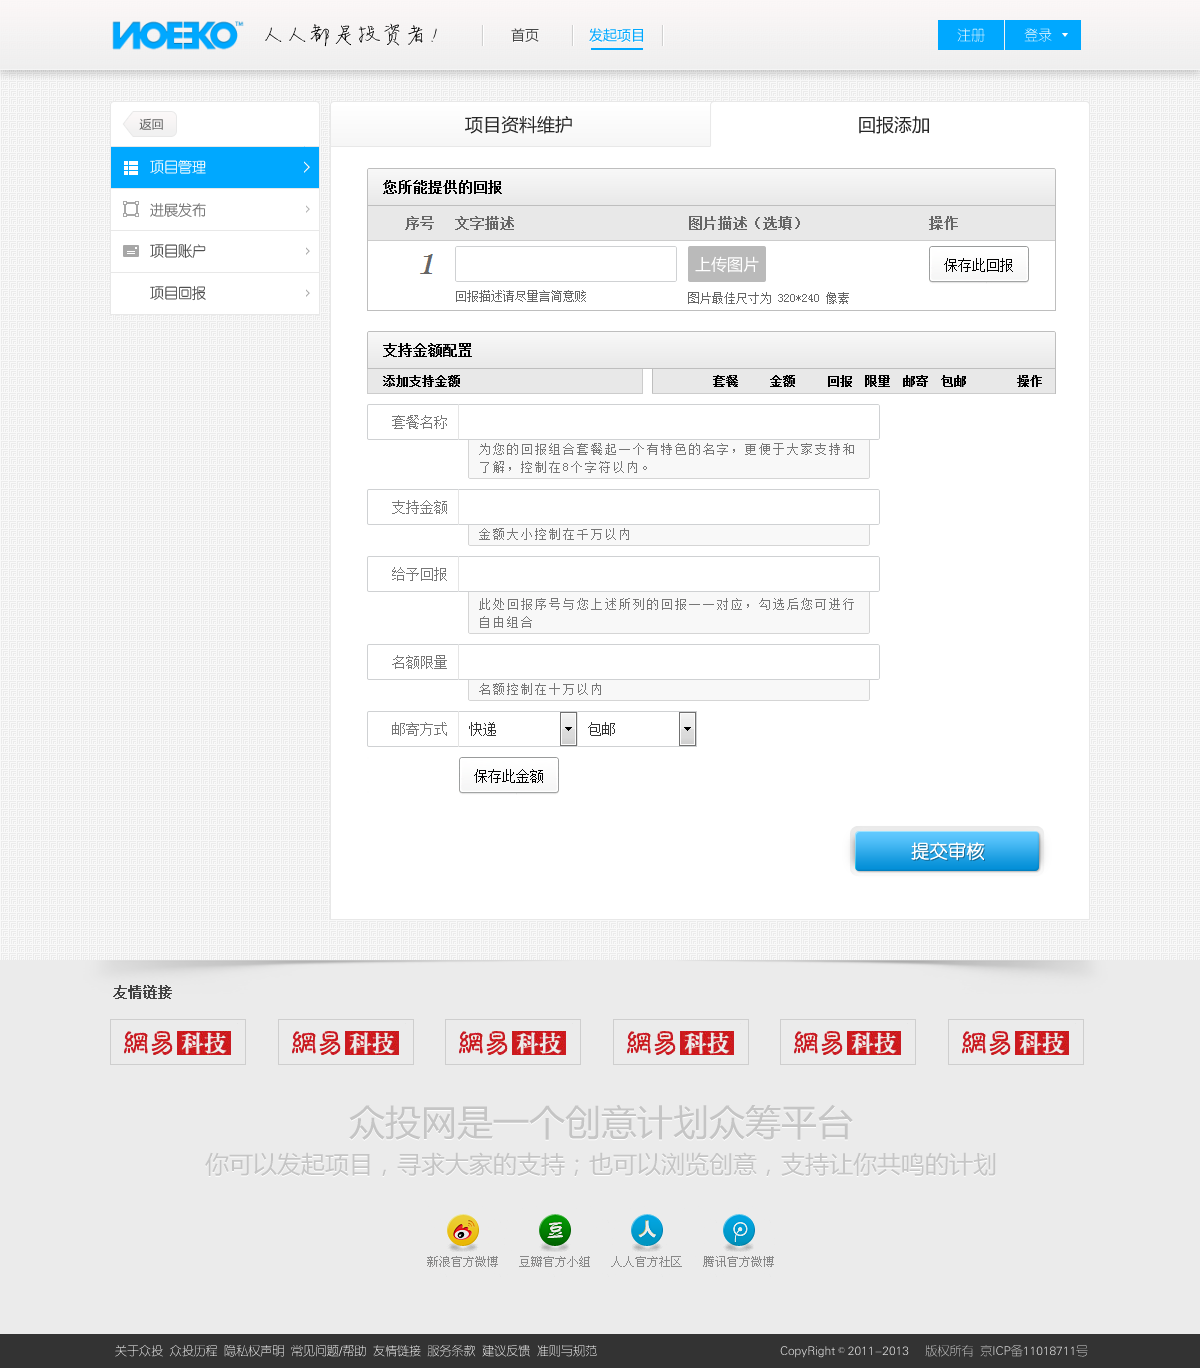 ИOEKO™ 人人都是投资者! 首页 发起项目 注册 登录
返回
项目管理
进展发布
项目账户
项目回报
项目资料维护 回报添加
您所能提供的回报
序号 文字描述 图片描述（选填） 操作
1 上传图片 保存此回报
回报描述请尽量言简意赅 图片最佳尺寸为 320*240 像素
支持金额配置
添加支持金额 套餐 金额 回报 限量 邮寄 包邮 操作
套餐名称
为您的回报组合套餐起一个有特色的名字，更便于大家支持和
了解，控制在8个字符以内。
支持金额
金额大小控制在千万以内
给予回报
此处回报序号与您上述所列的回报一一对应，勾选后您可进行
自由组合
名额限量
名额控制在十万以内
邮寄方式 快递 包邮
保存此金额
提交审核
友情链接
網易科技 網易科技 網易科技 網易科技 網易科技 網易科技
众投网是一个创意计划众筹平台
你可以发起项目，寻求大家的支持；也可以浏览创意，支持让你共鸣的计划
豆 人
新浪官方微博 豆瓣官方小组 人人官方社区 腾讯官方微博
关于众投 众投历程 隐私权声明 常见问题/帮助 友情链接 服务条款 建议反馈 准则与规范 CopyRight © 2011-2013 版权所有 京ICP备11018711号